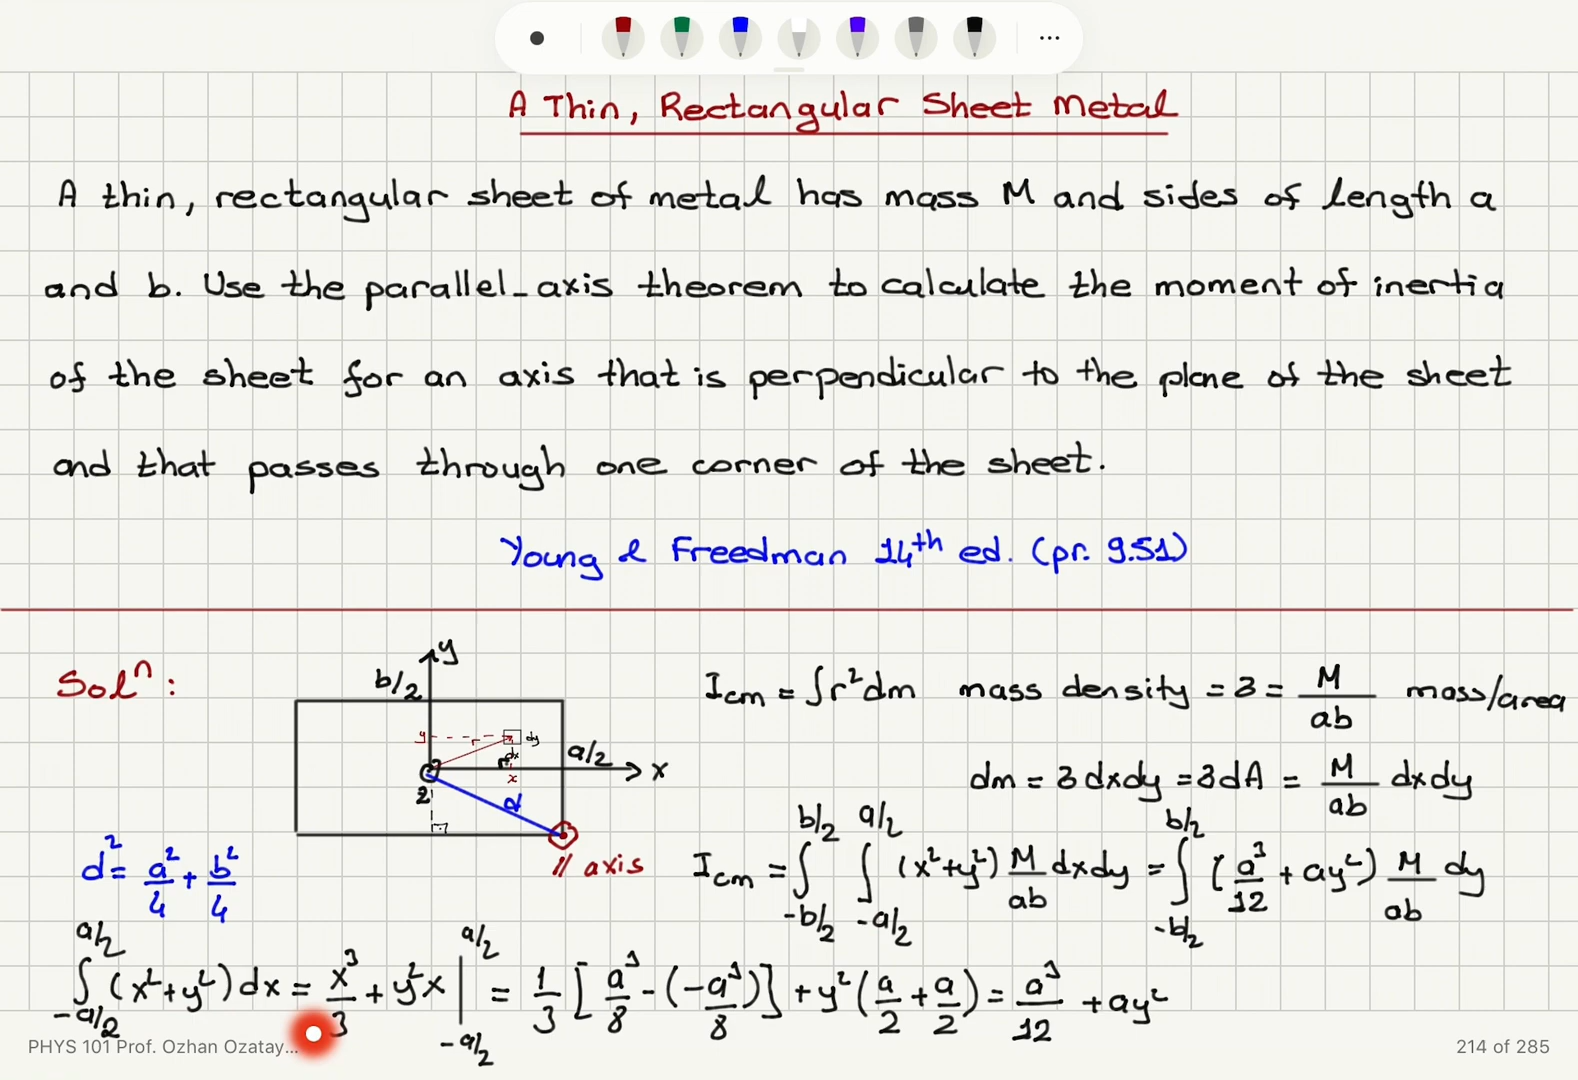 A Thin, Rectangular Sheet Metal
A thin, rectangular sheet of metal has mass M and sides of length a
and b. Use the parallel-axis theorem to calculate the moment of inertia
of the sheet for an axis that is perpendicular to the plane of the sheet
and that passes through one corner of the sheet.
Young & Freedman 14th ed. (pr. 9.51)
Solⁿ:
y
b/2
y
r
dy
dx
x
a/2
x
2
d
// axis
d² = a²/4 + b²/4
I_cm = ∫r²dm mass density = 3 = M/ab mass/area
dm = 3dxdy = 3dA = M/ab dxdy
I_cm = ∫_{-b/2}^{b/2} ∫_{-a/2}^{a/2} (x²+y²) M/ab dxdy = ∫_{-b/2}^{b/2} (a³/12 + ay²) M/ab dy
∫_{-a/2}^{a/2} (x²+y²)dx = x³/3 + y²x |_{-a/2}^{a/2} = 1/3 [a³/8 - (-a³/8)] + y²(a/2 + a/2) = a³/12 + ay²
PHYS 101 Prof. Ozhan Ozatay...
214 of 285